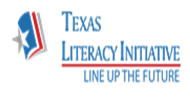 TEXAS
LITERACY INITIATIVE
LINE UP THE FUTURE